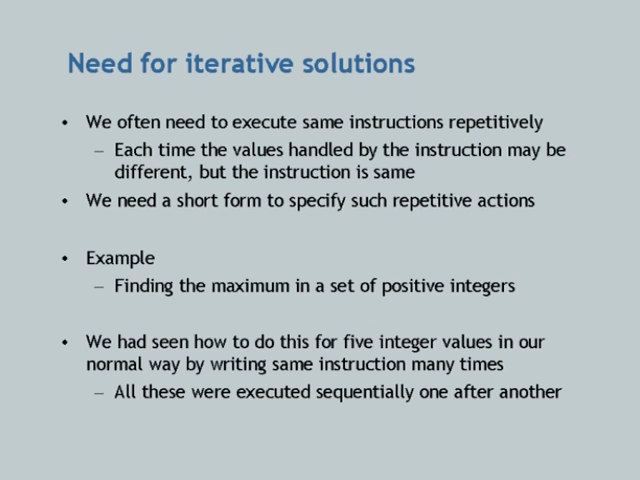 Need for iterative solutions
• We often need to execute same instructions repetitively
– Each time the values handled by the instruction may be
different, but the instruction is same
• We need a short form to specify such repetitive actions
• Example
– Finding the maximum in a set of positive integers
• We had seen how to do this for five integer values in our
normal way by writing same instruction many times
– All these were executed sequentially one after another